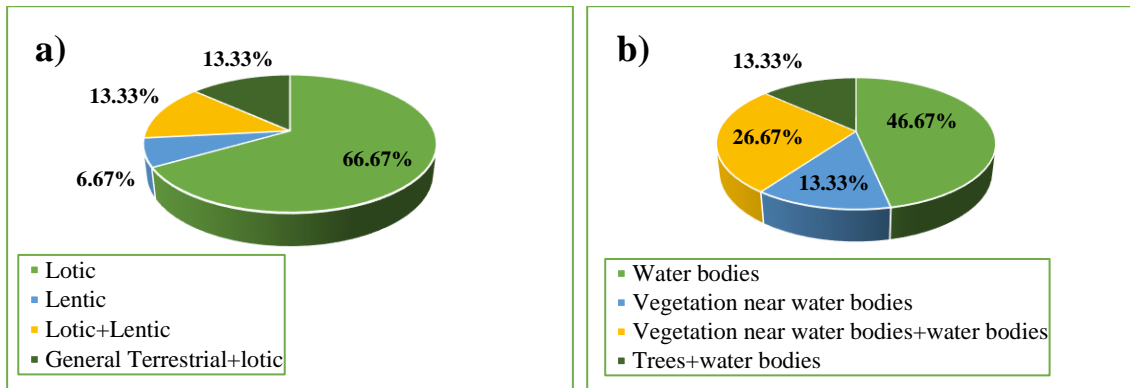 a)
13.33%
13.33%
6.67%
66.67%
Lotic
Lentic
Lotic+Lentic
General Terrestrial+lotic
b)
13.33%
46.67%
26.67%
13.33%
Water bodies
Vegetation near water bodies
Vegetation near water bodies+water bodies
Trees+water bodies